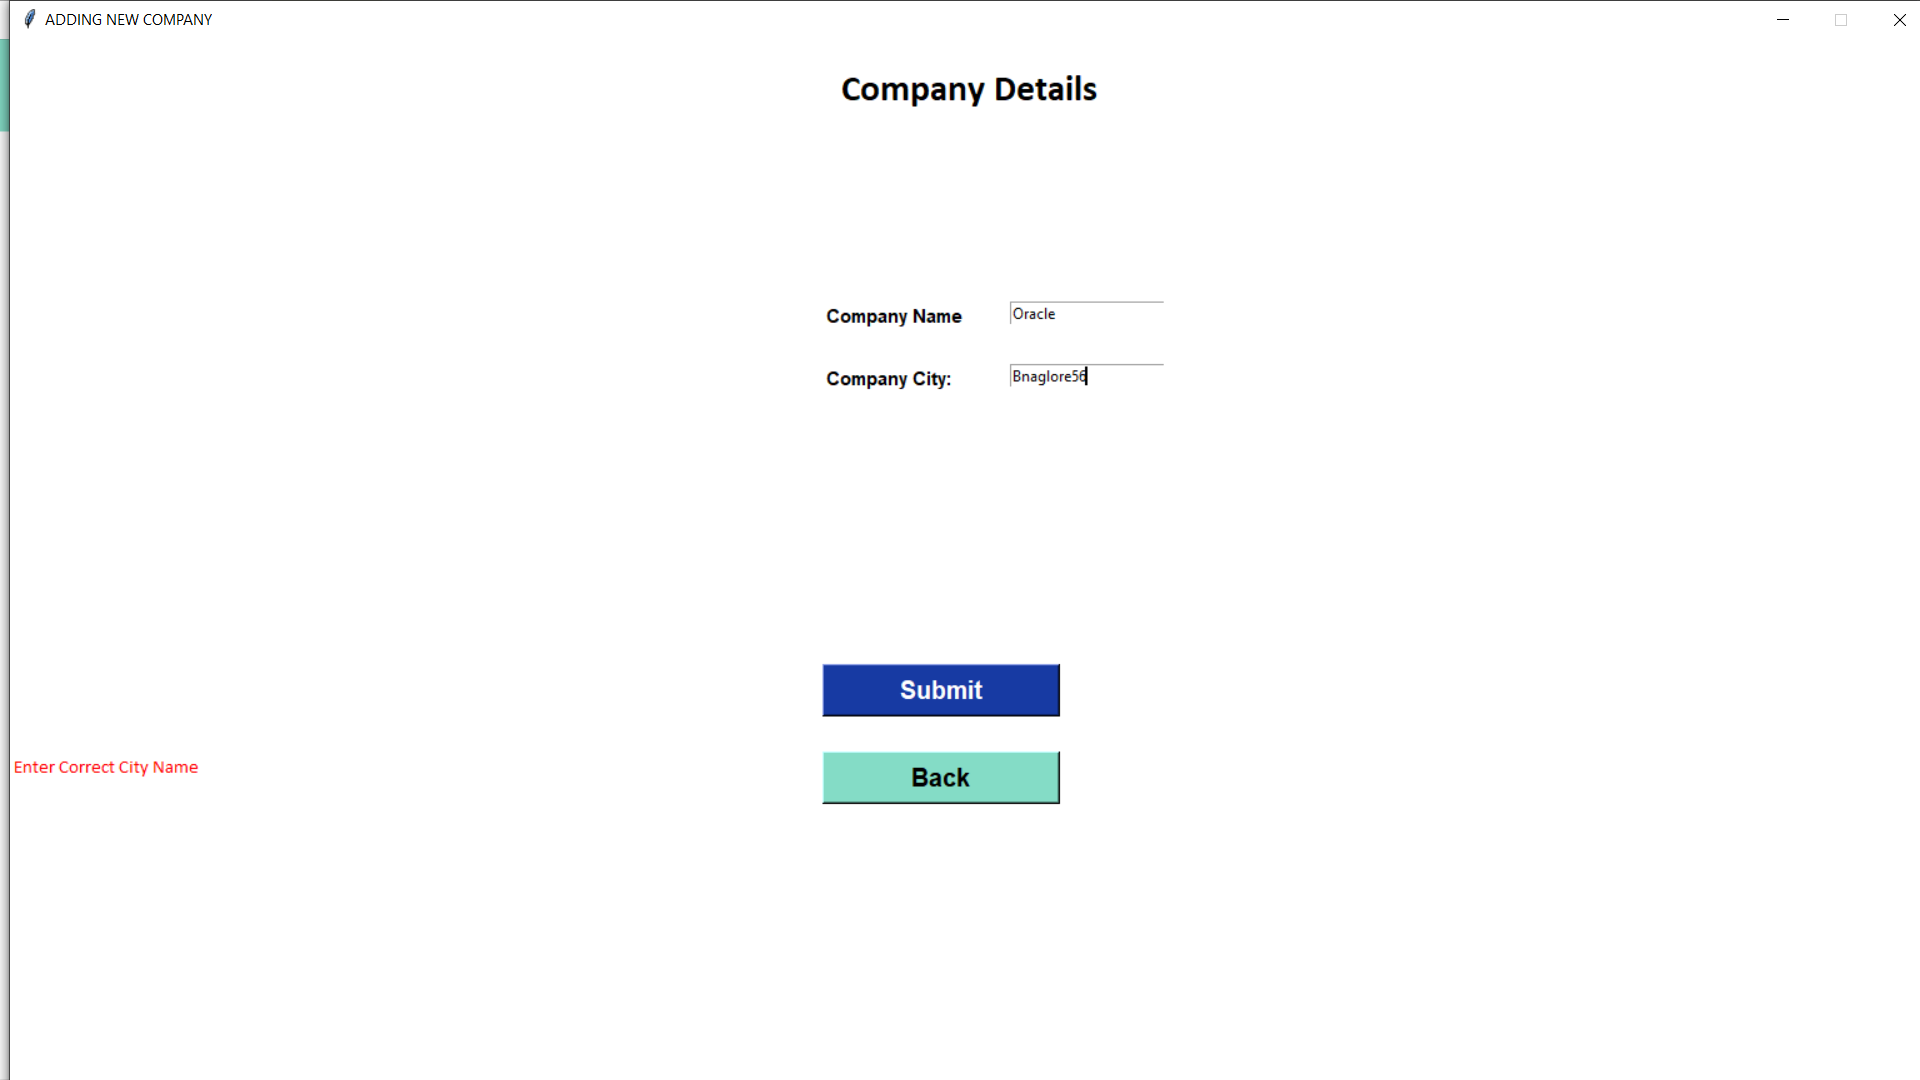 ADDING NEW COMPANY
Company Details
Company Name
Oracle
Company City:
Bnaglore56
Submit
Enter Correct City Name
Back